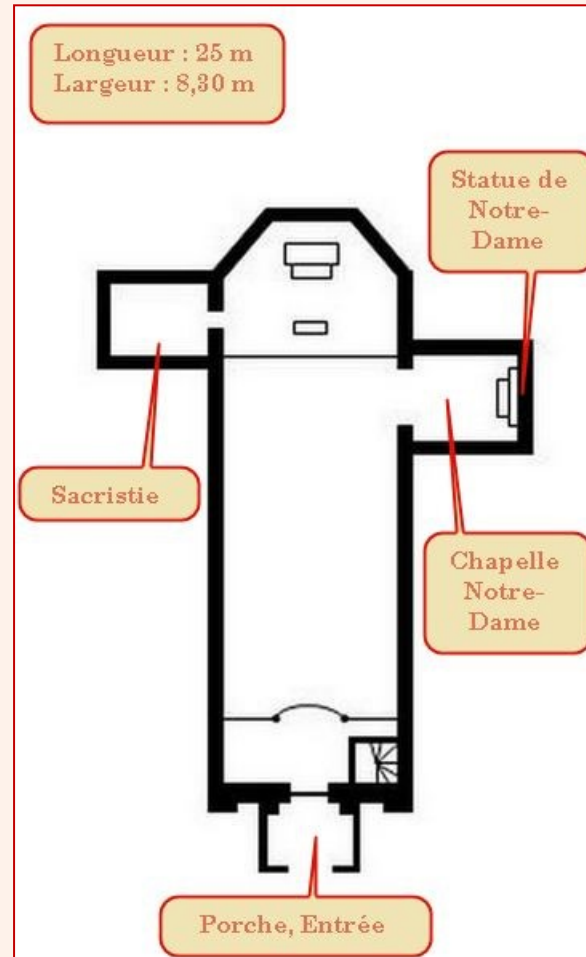 Longueur : 25 m
Largeur : 8,30 m
Statue de
Notre-
Dame
Sacristie
Chapelle
Notre-
Dame
Porche, Entrée